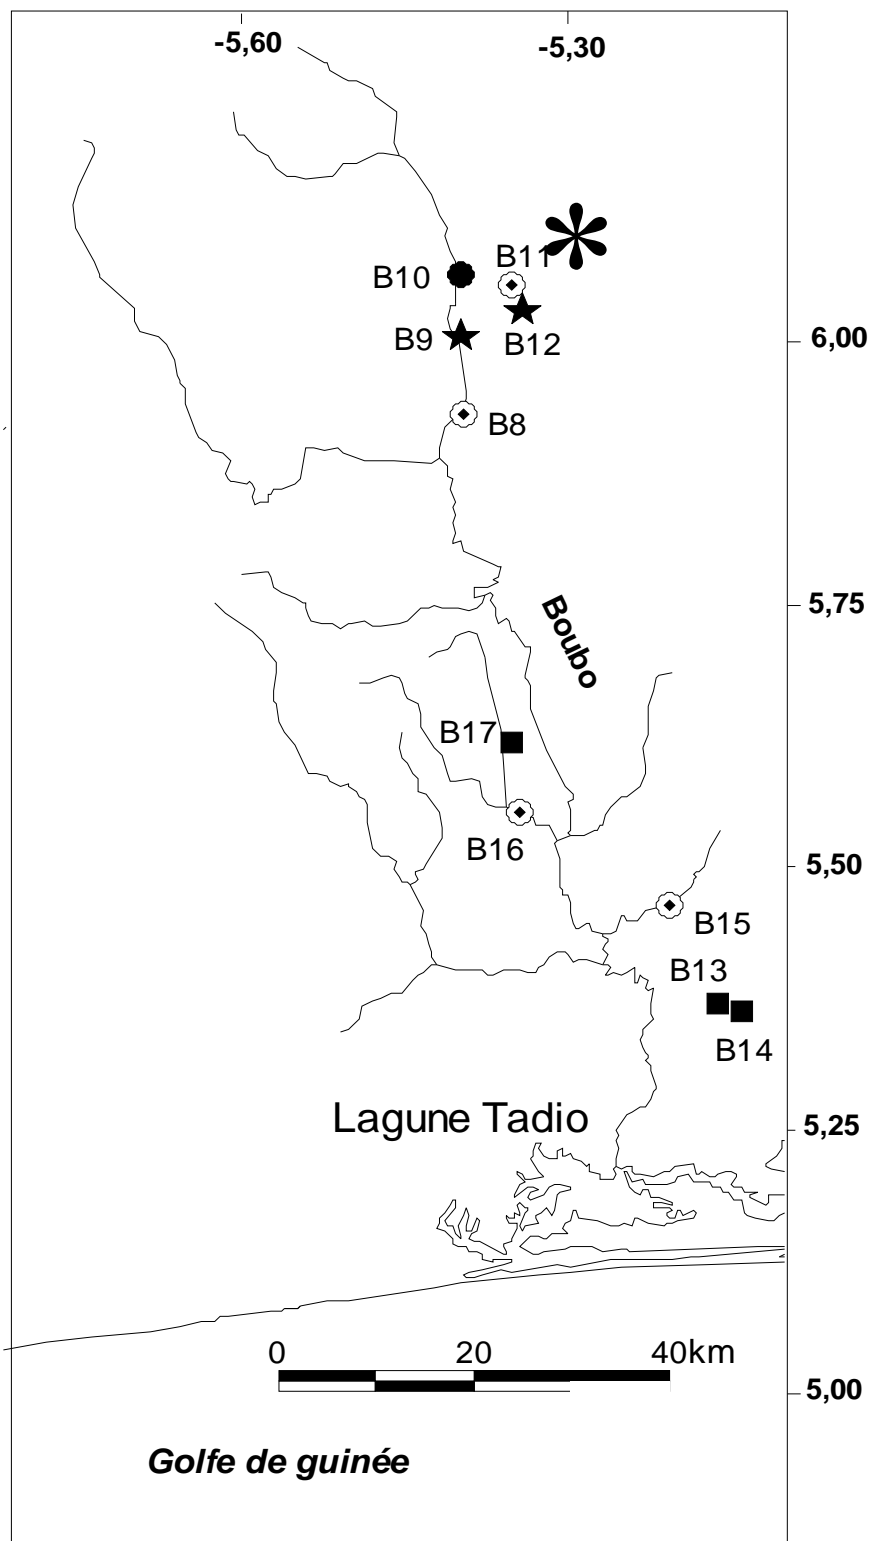 -5,60
-5,30
B11
B10
B9
B12
6,00
B8
5,75
Boubo
B17
B16
5,50
B15
B13
B14
Lagune Tadio
5,25
0 20 40km
5,00
Golfe de guinée